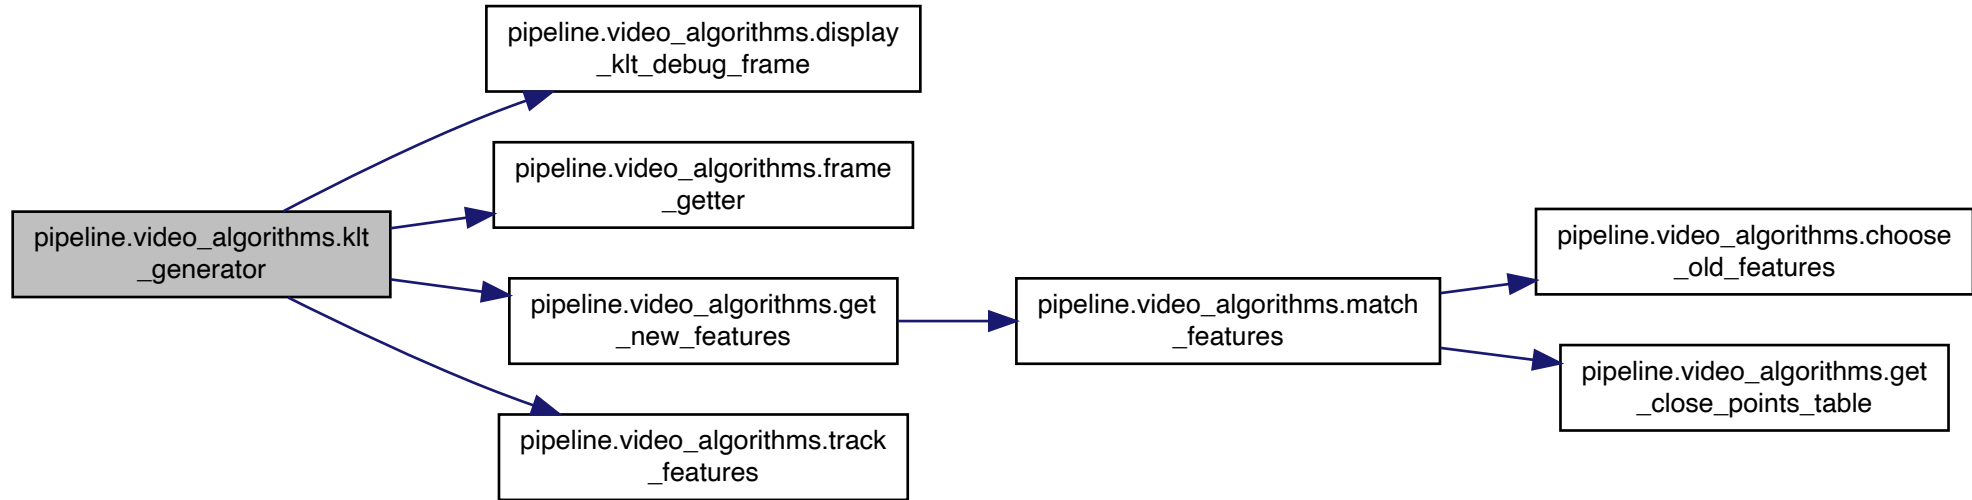 pipeline.video_algorithms.display
_klt_debug_frame
pipeline.video_algorithms.frame
_getter
pipeline.video_algorithms.klt
_generator
pipeline.video_algorithms.get
_new_features
pipeline.video_algorithms.track
_features
pipeline.video_algorithms.match
_features
pipeline.video_algorithms.choose
_old_features
pipeline.video_algorithms.get
_close_points_table